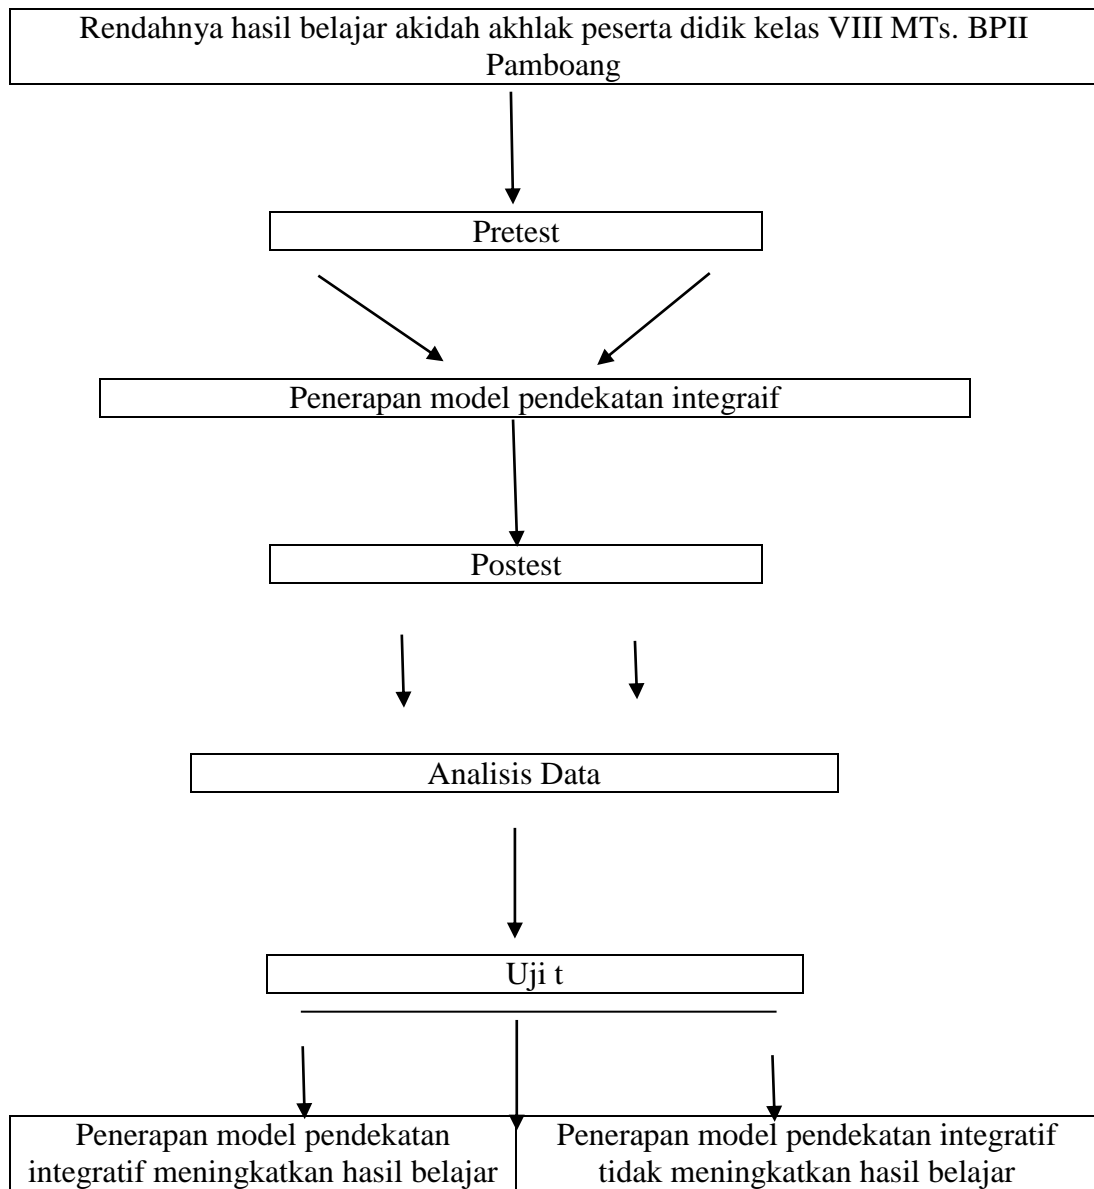 Rendahnya hasil belajar akidah akhlak peserta didik kelas VIII MTs. BPII
Pamboang
Pretest
Penerapan model pendekatan integraif
Postest
Analisis Data
Uji t
Penerapan model pendekatan
integratif meningkatkan hasil belajar
Penerapan model pendekatan integratif
tidak meningkatkan hasil belajar